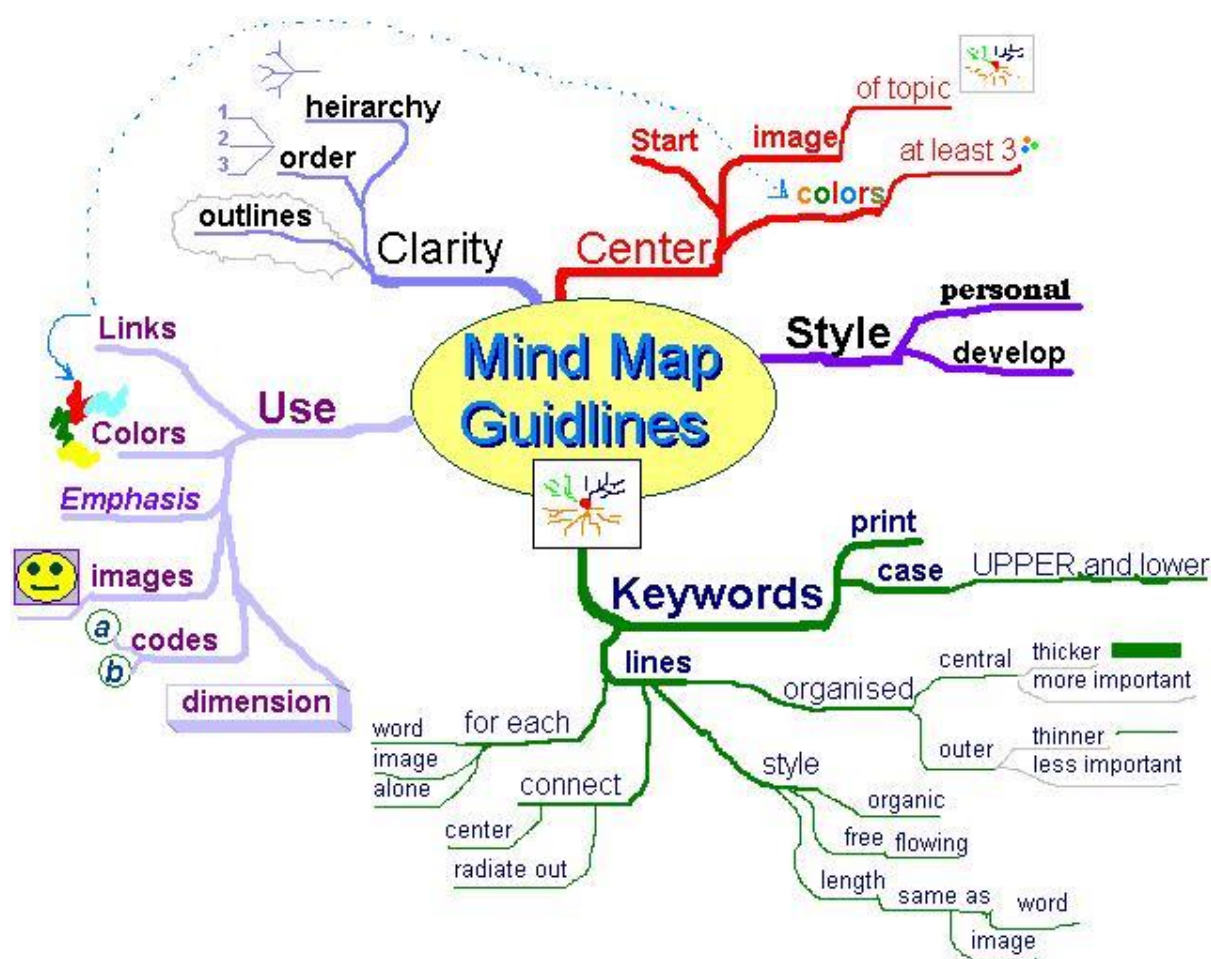 Mind Map
Guidlines
Center
Start
image
of topic
colors
at least 3
Style
personal
develop
Keywords
print
case
UPPER and lower
lines
organised
central
thicker
more important
outer
thinner
less important
style
organic
free flowing
length
same as
word
image
connect
center
radiate out
for each
word
image
alone
Use
Links
Colors
Emphasis
images
codes
a
b
dimension
Clarity
heirarchy
order
1
2
3
outlines